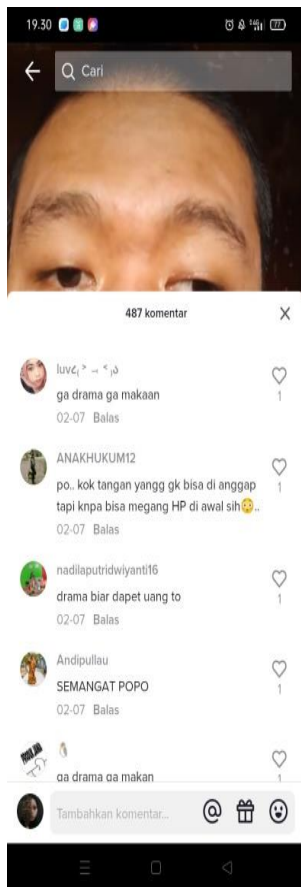 19.30
77
Cari
487 komentar
ga drama ga makaan
1
02-07 Balas
ANAKHUKUM12
po.. kok tangan yangg gk bisa di anggap
1
tapi knpa bisa megang HP di awal sih😳..
02-07 Balas
nadilaputridwiyanti16
drama biar dapet uang to
1
02-07 Balas
Andipullau
SEMANGAT POPO
1
02-07 Balas
ga drama ga makan
1
Tambahkan komentar...